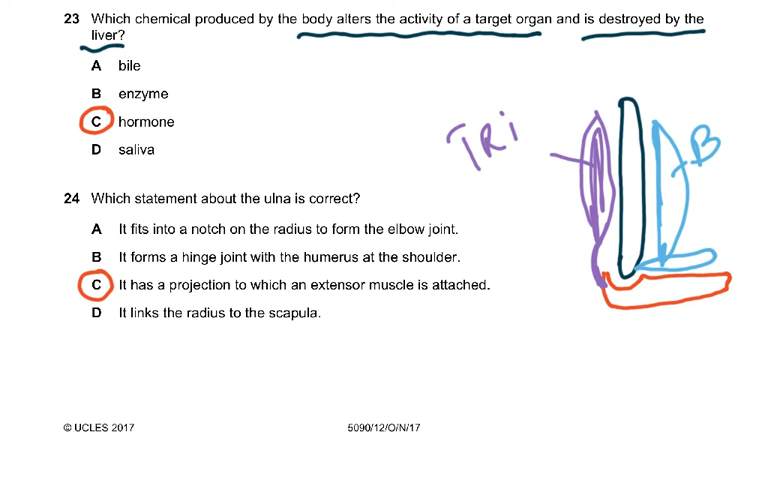 23 Which chemical produced by the body alters the activity of a target organ and is destroyed by the
liver?
A bile
B enzyme
C hormone
D saliva
TRi
B
24 Which statement about the ulna is correct?
A It fits into a notch on the radius to form the elbow joint.
B It forms a hinge joint with the humerus at the shoulder.
C It has a projection to which an extensor muscle is attached.
D It links the radius to the scapula.
© UCLES 2017 5090/12/O/N/17